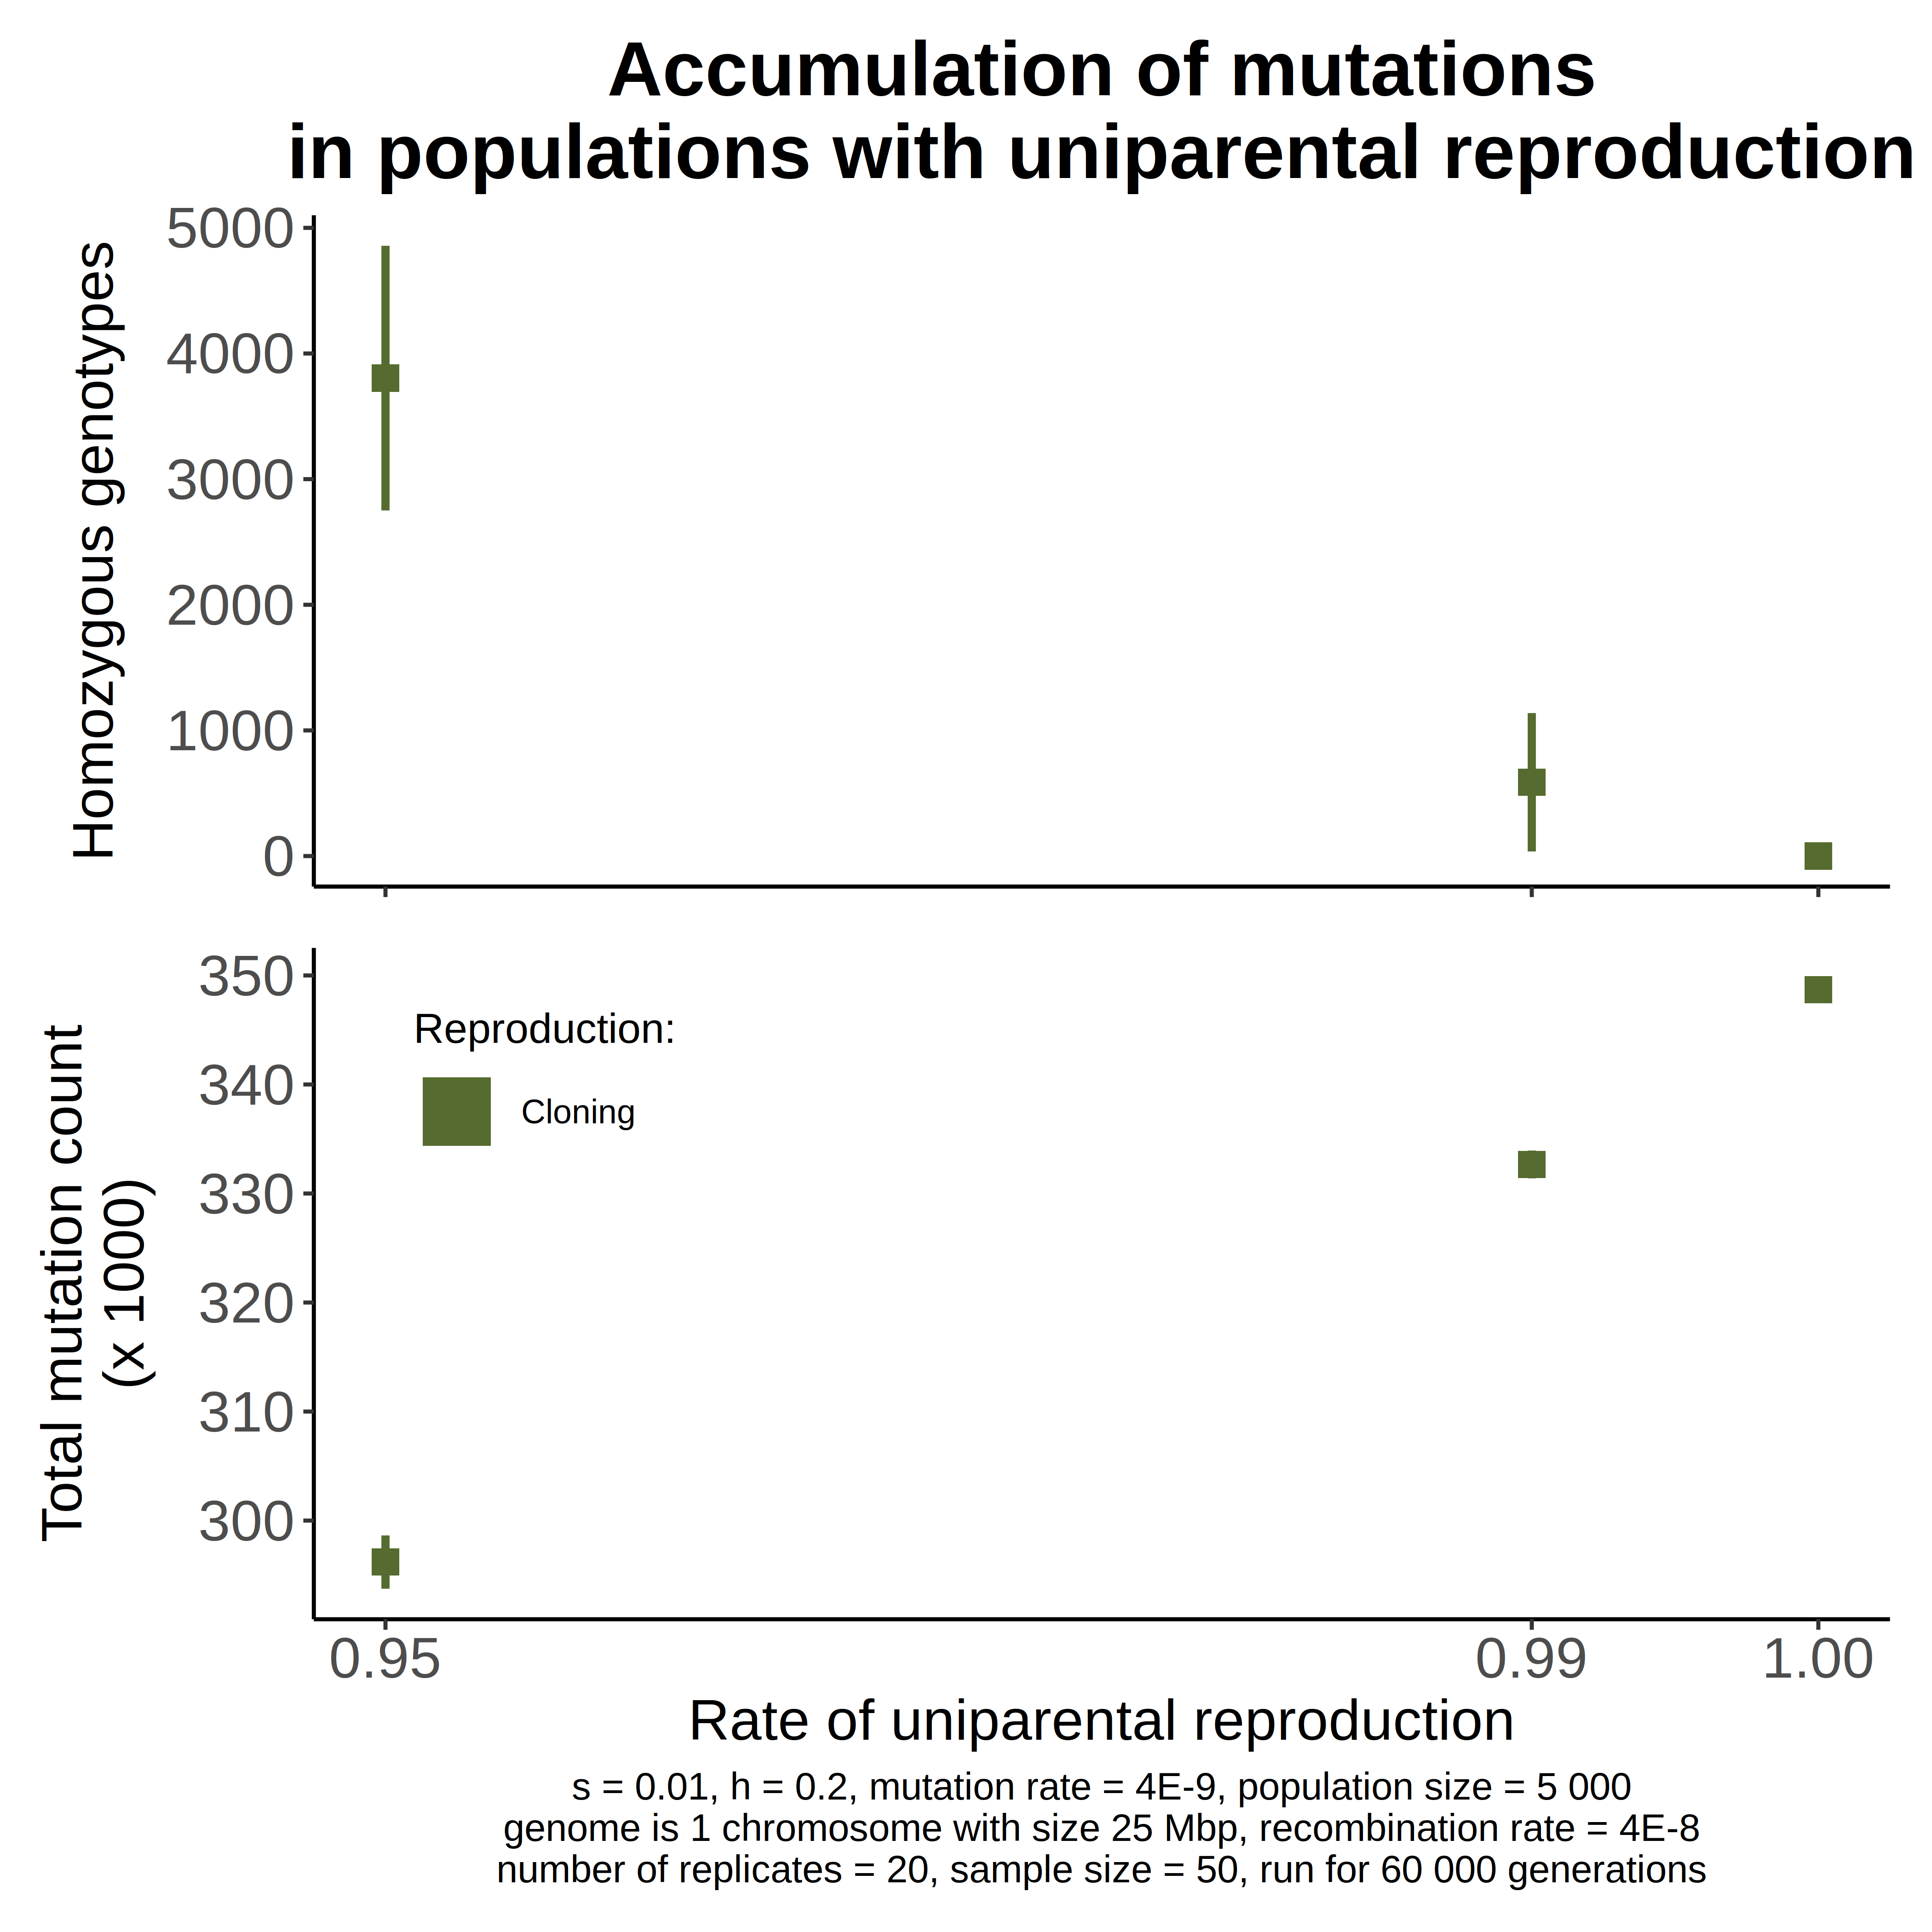 Accumulation of mutations
in populations with uniparental reproduction
Homozygous genotypes
5000
4000
3000
2000
1000
0
Total mutation count
(x 1000)
350
340
330
320
310
300
Reproduction:
Cloning
0.95
0.99
1.00
Rate of uniparental reproduction
s = 0.01, h = 0.2, mutation rate = 4E-9, population size = 5 000
genome is 1 chromosome with size 25 Mbp, recombination rate = 4E-8
number of replicates = 20, sample size = 50, run for 60 000 generations